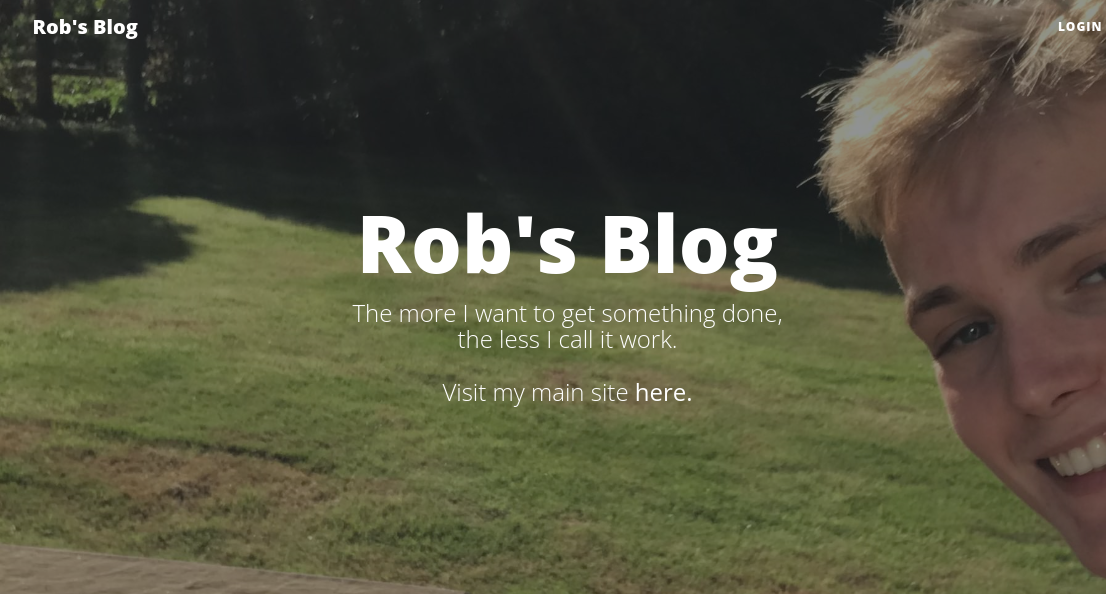 Rob's Blog
LOGIN
Rob's Blog
The more I want to get something done,
the less I call it work.
Visit my main site here.